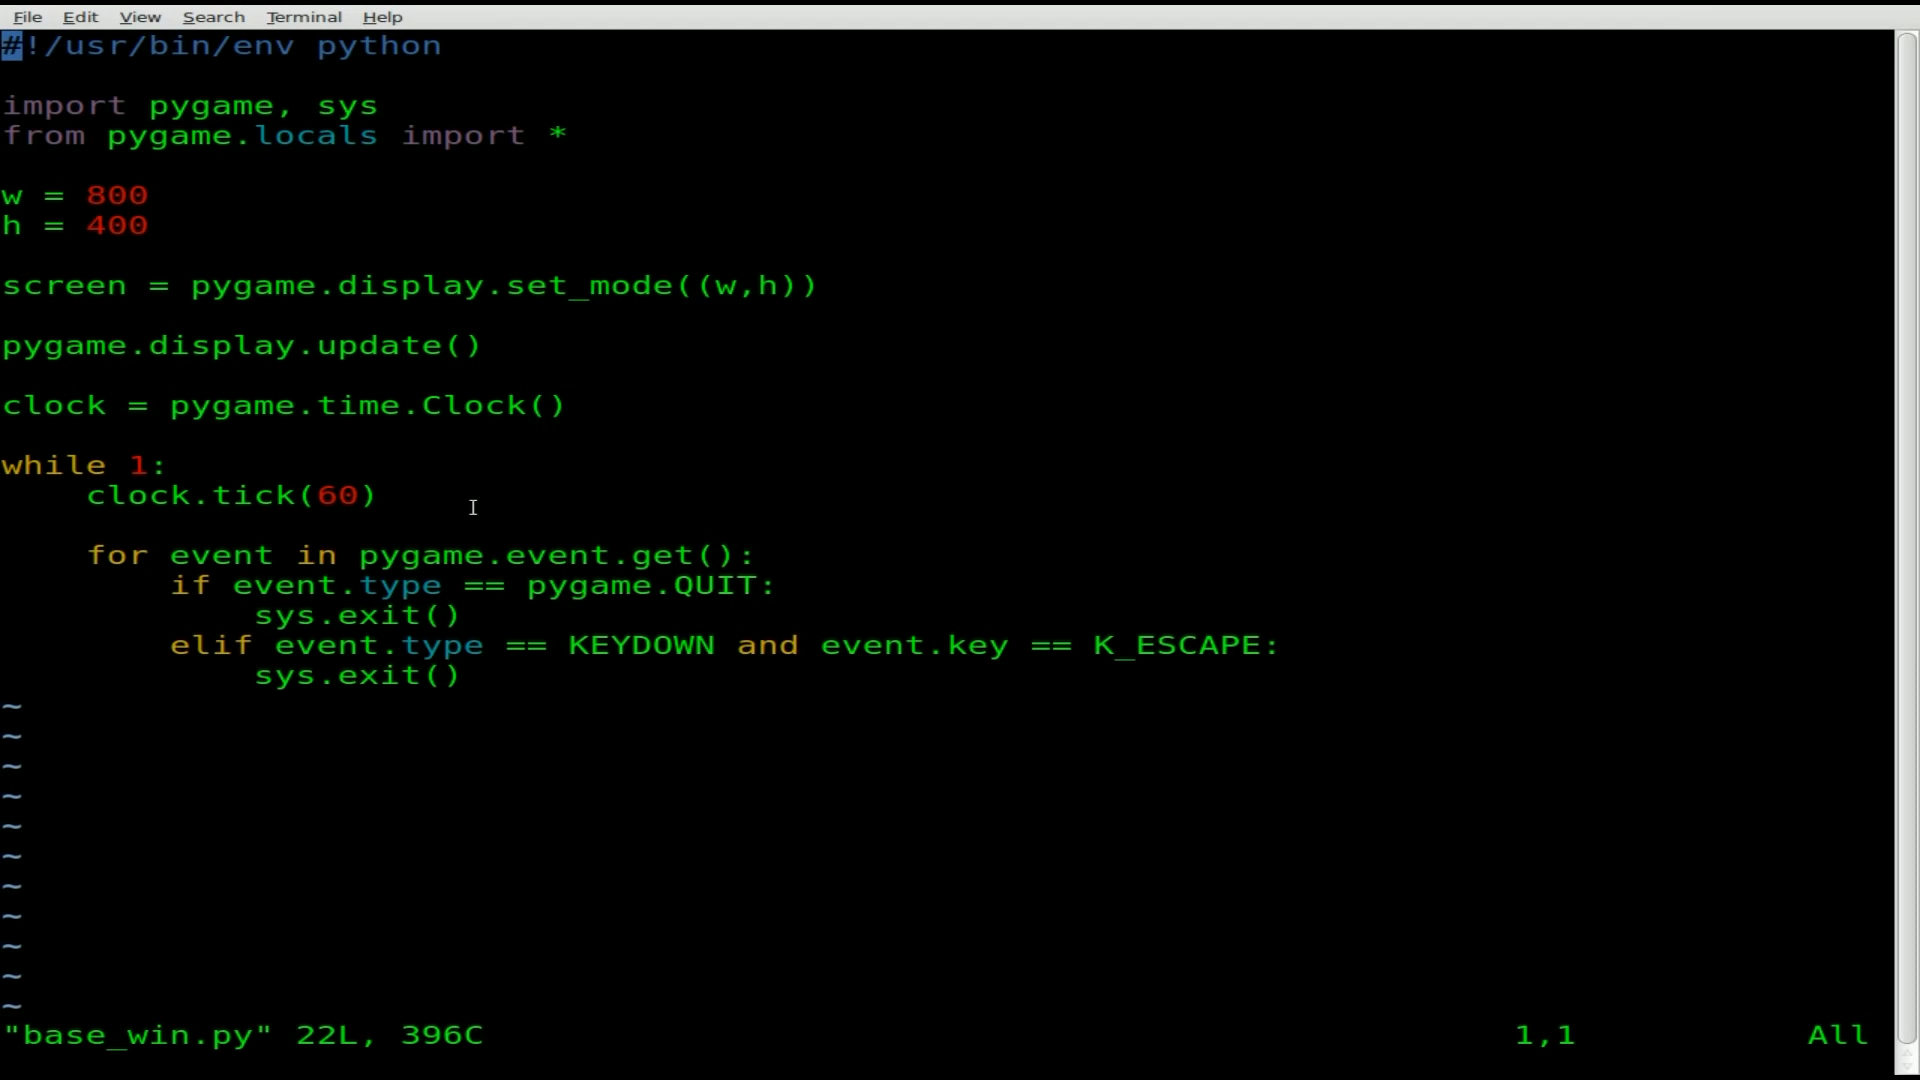 File Edit View Search Terminal Help
#!/usr/bin/env python

import pygame, sys
from pygame.locals import *

w = 800
h = 400

screen = pygame.display.set_mode((w,h))

pygame.display.update()

clock = pygame.time.Clock()

while 1:
    clock.tick(60)

    for event in pygame.event.get():
        if event.type == pygame.QUIT:
            sys.exit()
        elif event.type == KEYDOWN and event.key == K_ESCAPE:
            sys.exit()
~
~
~
~
~
~
~
~
~
~
~
"base_win.py" 22L, 396C 1,1 All